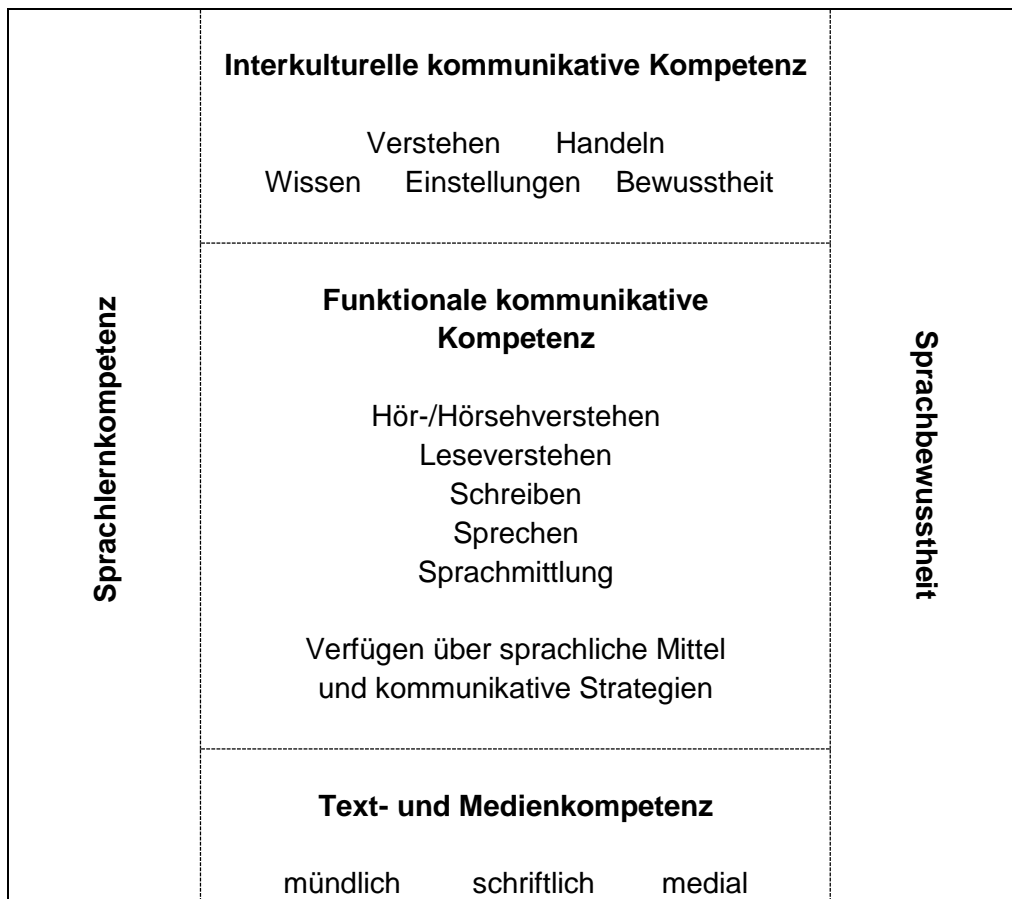 Sprachlernkompetenz
Interkulturelle kommunikative Kompetenz
Verstehen Handeln
Wissen Einstellungen Bewusstheit
Funktionale kommunikative
Kompetenz
Hör-/Hörsehverstehen
Leseverstehen
Schreiben
Sprechen
Sprachmittlung
Verfügen über sprachliche Mittel
und kommunikative Strategien
Text- und Medienkompetenz
mündlich schriftlich medial
Sprachbewusstheit